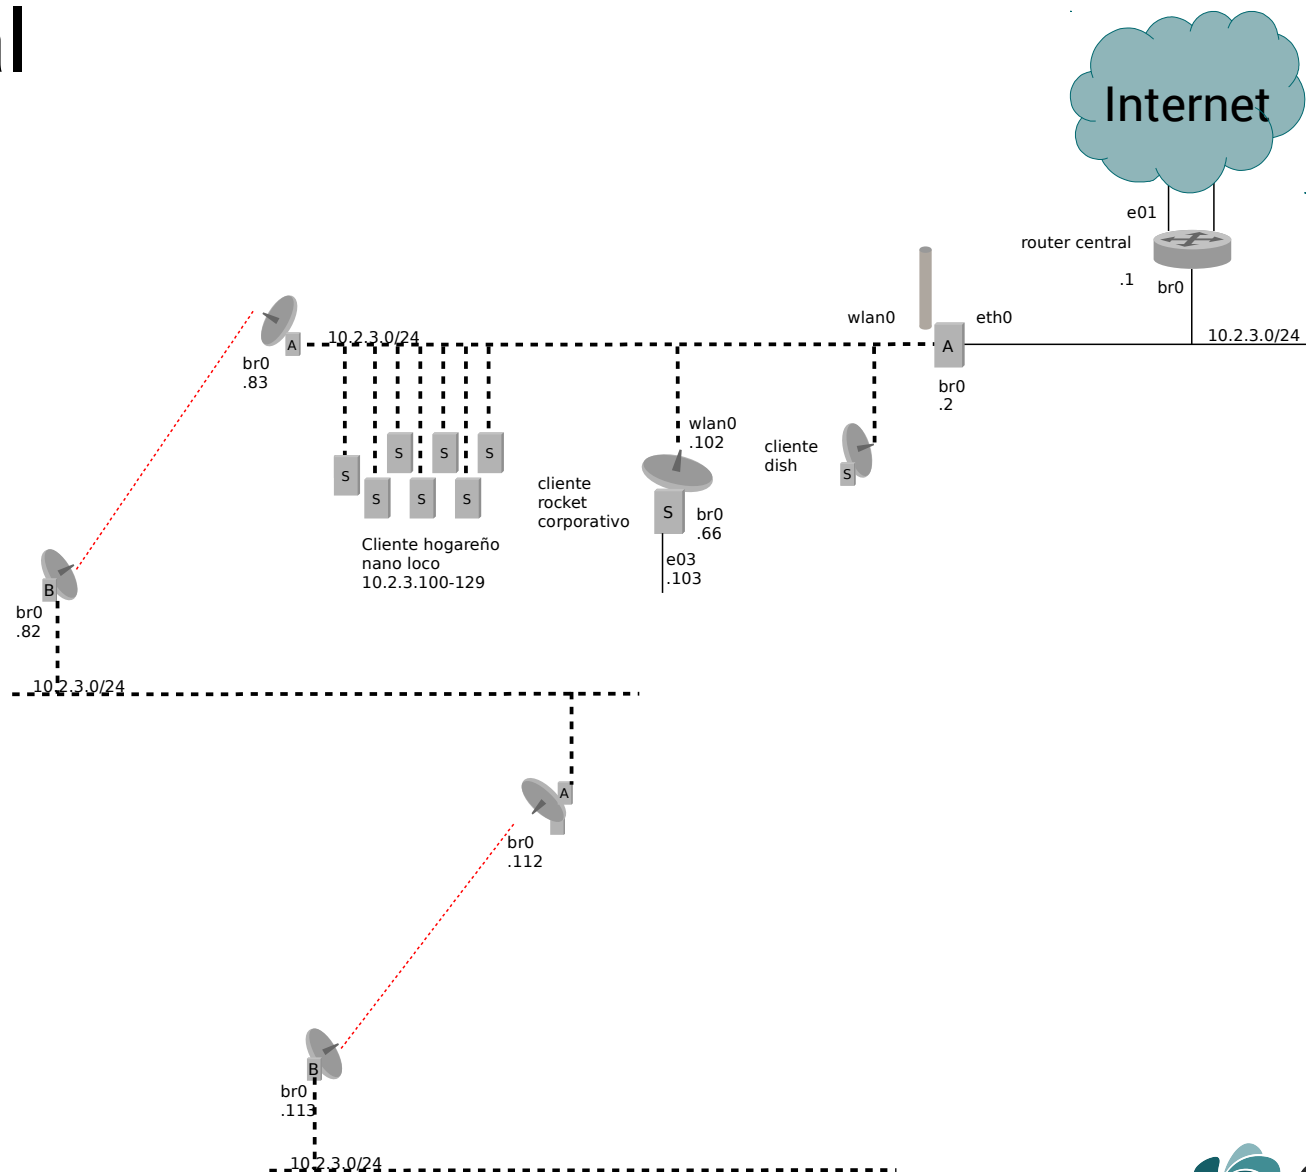 al
Internet
e01
router central
.1
br0
wlan0
eth0
10.2.3.0/24
A
br0
.2
10.2.3.0/24
A
br0
.83
wlan0
.102
cliente
dish
S
S
S
S
S
S
S
S
S
br0
.66
cliente
rocket
corporativo
Cliente hogareño
nano loco
10.2.3.100-129
e03
.103
B
br0
.82
10.2.3.0/24
A
br0
.112
B
br0
.113
10.2.3.0/24